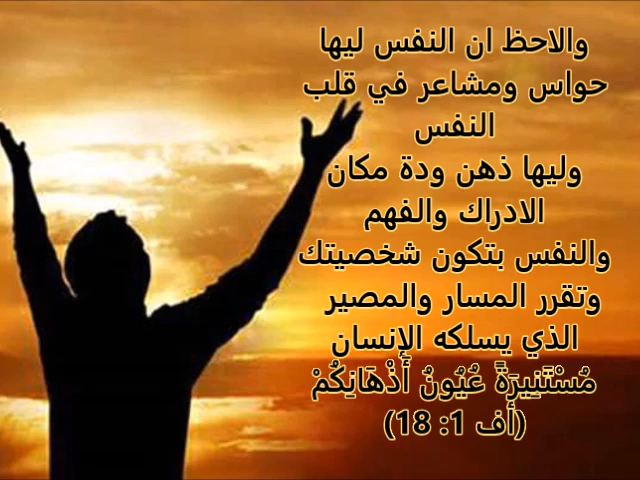 والاحظ ان النفس ليها
حواس ومشاعر في قلب
النفس
وليها ذهن ودة مكان
الادراك والفهم
والنفس بتكون شخصيتك
وتقرر المسار والمصير
الذي يسلكه الإنسان
مُسْتَنِيرَةً عُيُونُ أَذْهَانِكُمْ
(أف 1: 18)